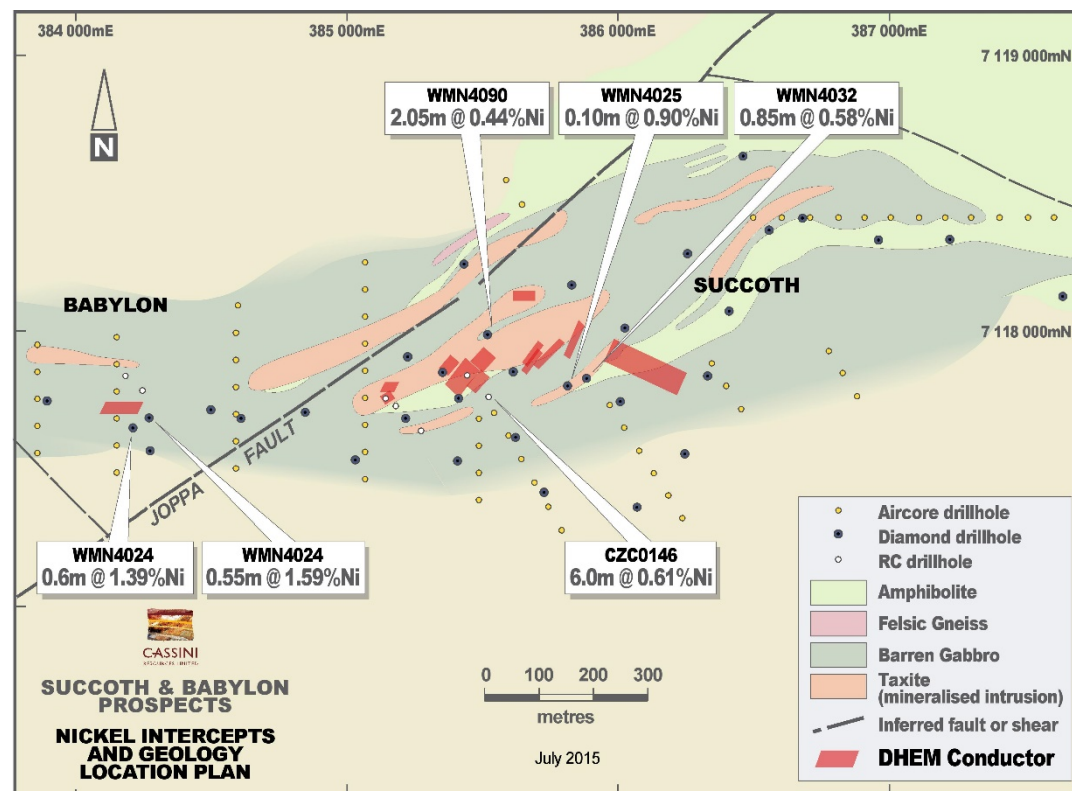 384 000mE
385 000mE
386 000mE
387 000mE
7 119 000mN
N
WMN4090
2.05m @ 0.44%Ni
WMN4025
0.10m @ 0.90%Ni
WMN4032
0.85m @ 0.58%Ni
BABYLON
SUCCOTH
7 118 000mN
JOPPA FAULT
WMN4024
0.6m @ 1.39%Ni
WMN4024
0.55m @ 1.59%Ni
CZC0146
6.0m @ 0.61%Ni
CASSINI
RESOURCES LIMITED
SUCCOTH & BABYLON
PROSPECTS
NICKEL INTERCEPTS
AND GEOLOGY
LOCATION PLAN
0 100 200 300
metres
July 2015
Aircore drillhole
Diamond drillhole
RC drillhole
Amphibolite
Felsic Gneiss
Barren Gabbro
Taxite
(mineralised intrusion)
Inferred fault or shear
DHEM Conductor